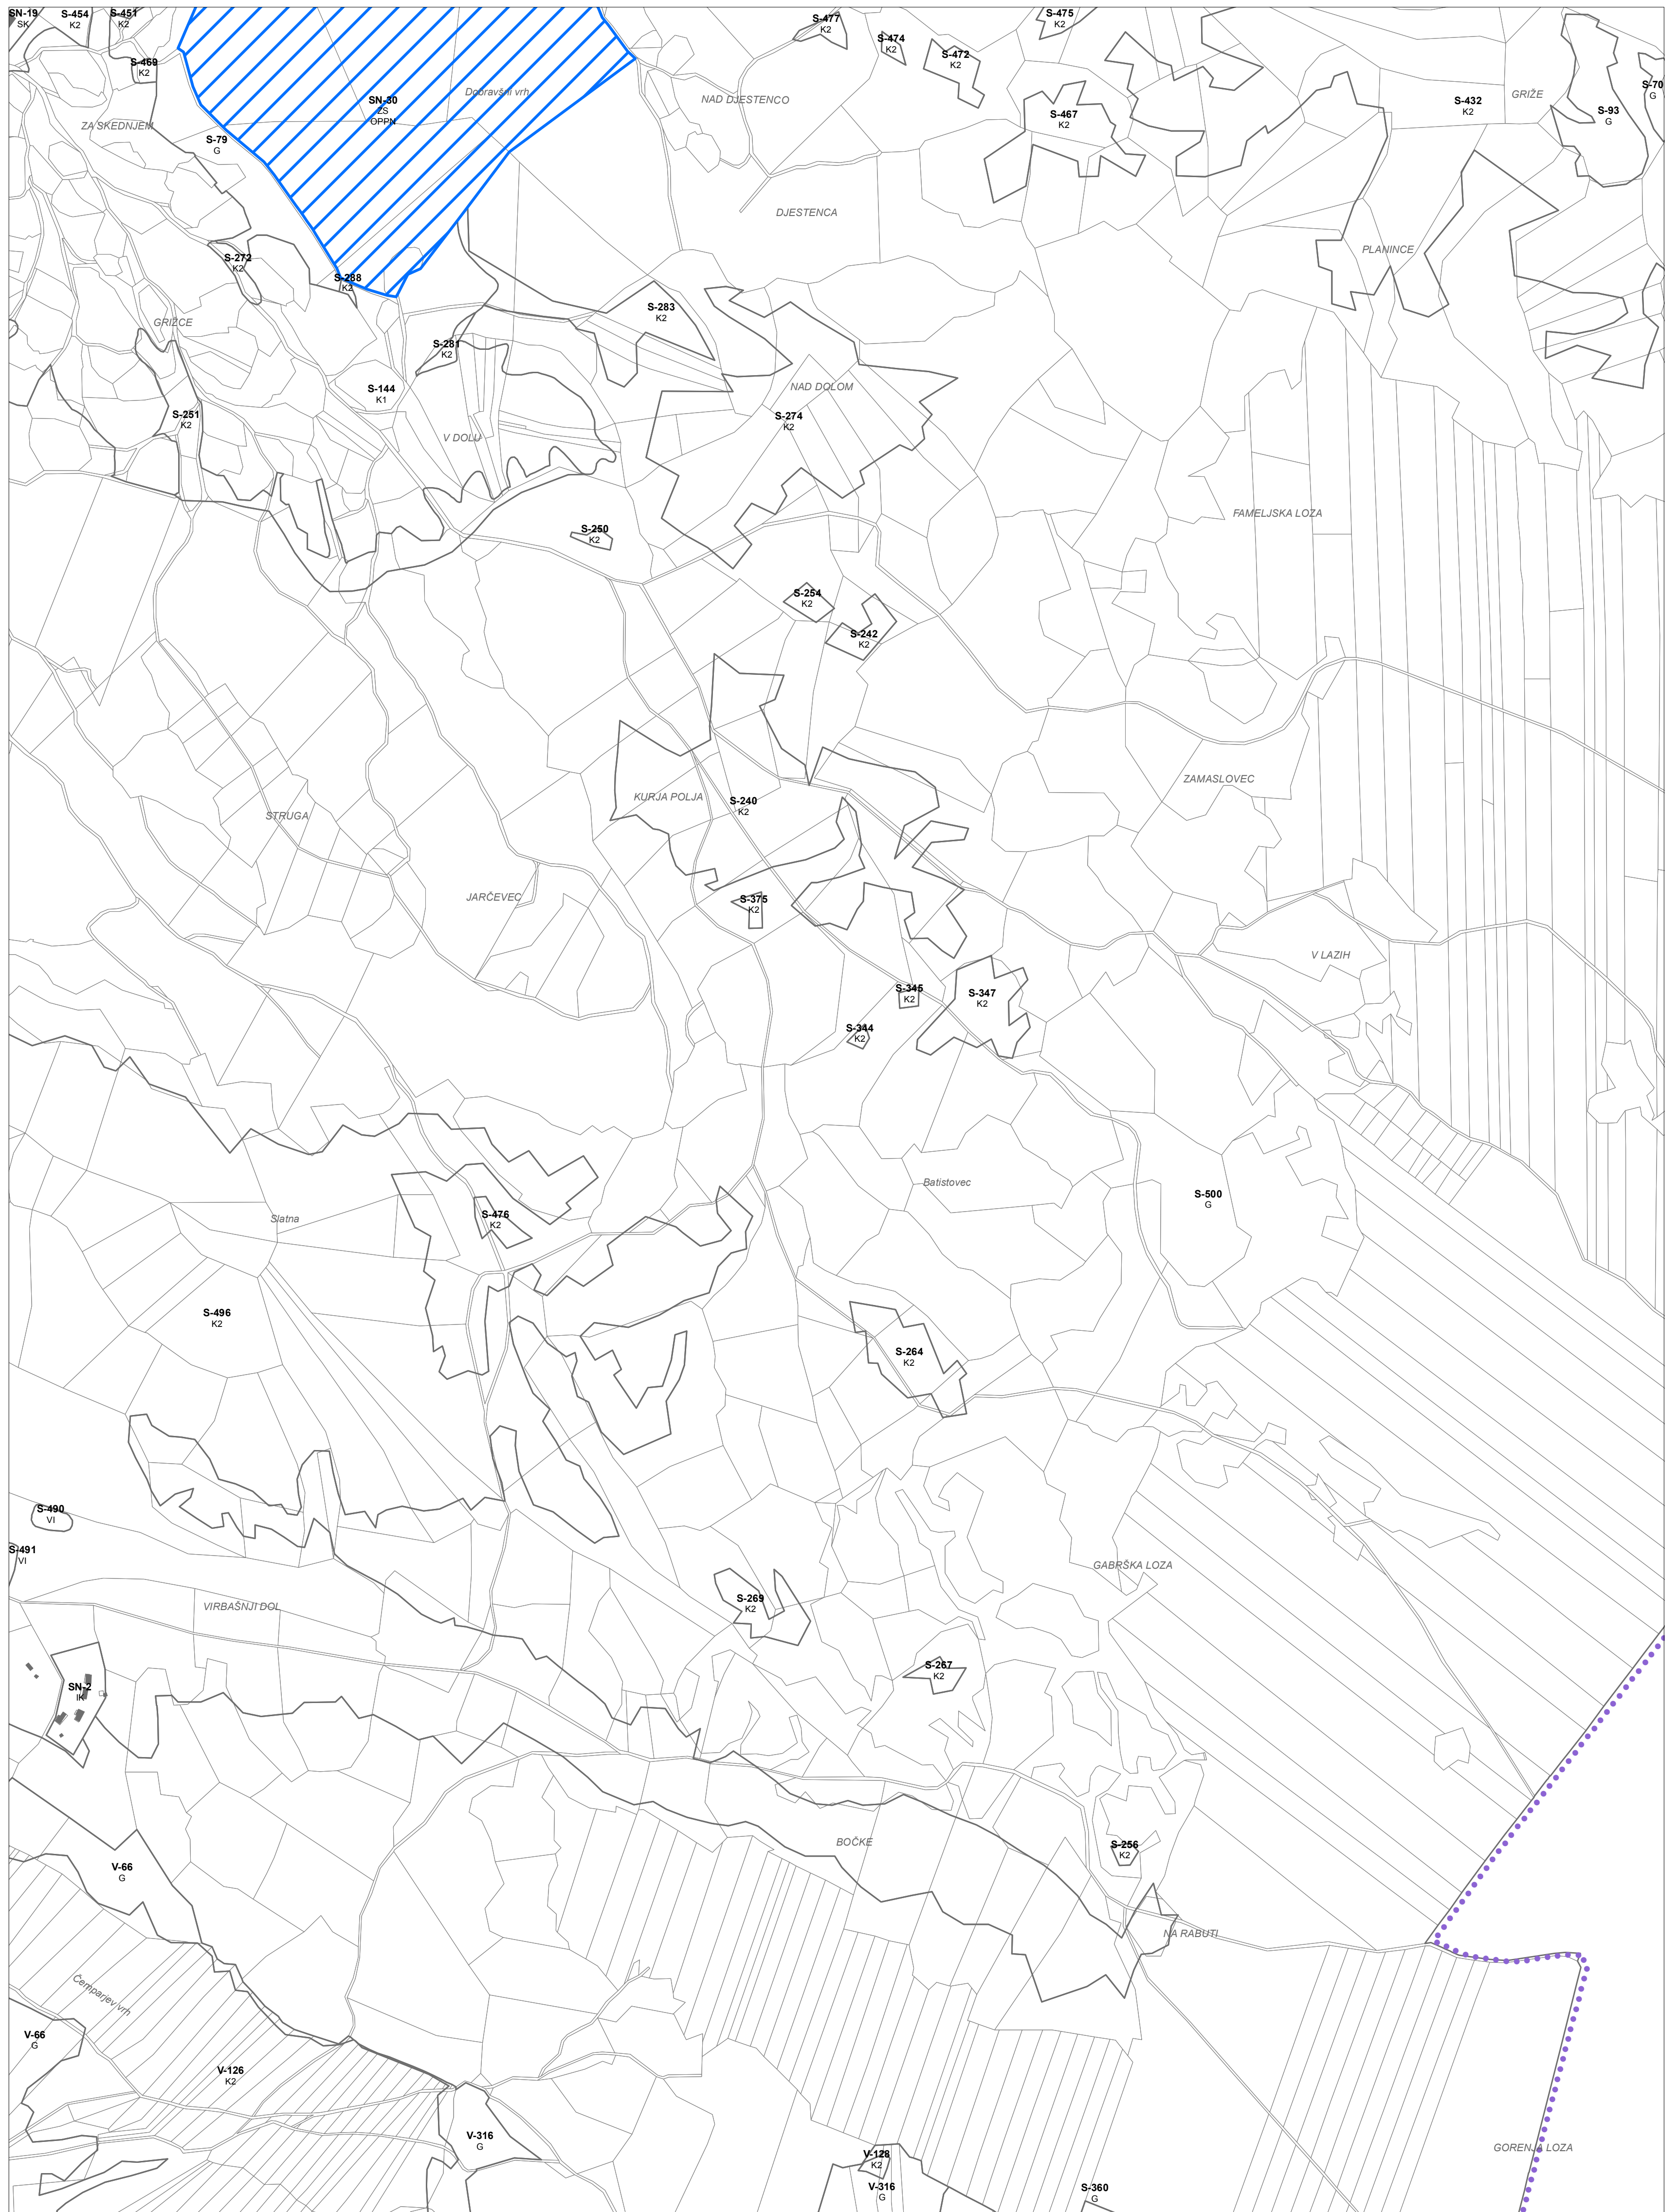 SN-19
SK
S-454
K2
S-451
K2
S-469
K2
S-477
K2
S-474
K2
S-475
K2
S-472
K2
S-467
K2
S-432
K2
GRIŽE
S-93
G
S-70
G
SN-30
ZS
OPPN
Dobravšni vrh
NAD DJESTENCO
ZA SKEDNJEM
S-79
G
DJESTENCA
PLANINCE
S-272
K2
S-288
K2
S-283
K2
GRIŽCE
S-281
K2
S-144
K1
NAD DOLOM
S-274
K2
S-251
K2
V DOLU
FAMELJSKA LOZA
S-250
K2
S-254
K2
S-242
K2
ZAMASLOVEC
KURJA POLJA
S-240
K2
STRUGA
JARČEVEC
S-375
K2
V LAZIH
S-345
K2
S-347
K2
S-344
K2
Batistovec
S-500
G
Slatna
S-476
K2
S-496
K2
S-264
K2
S-490
VI
S-491
VI
GABRŠKA LOZA
VIRBAŠNJI DOL
S-269
K2
S-267
K2
SN-2
IK
BOČKE
S-256
K2
V-66
G
NA RABUTI
Čemparjev vrh
V-66
G
V-126
K2
V-316
G
GORENJA LOZA
V-128
K2
V-316
G
S-360
G